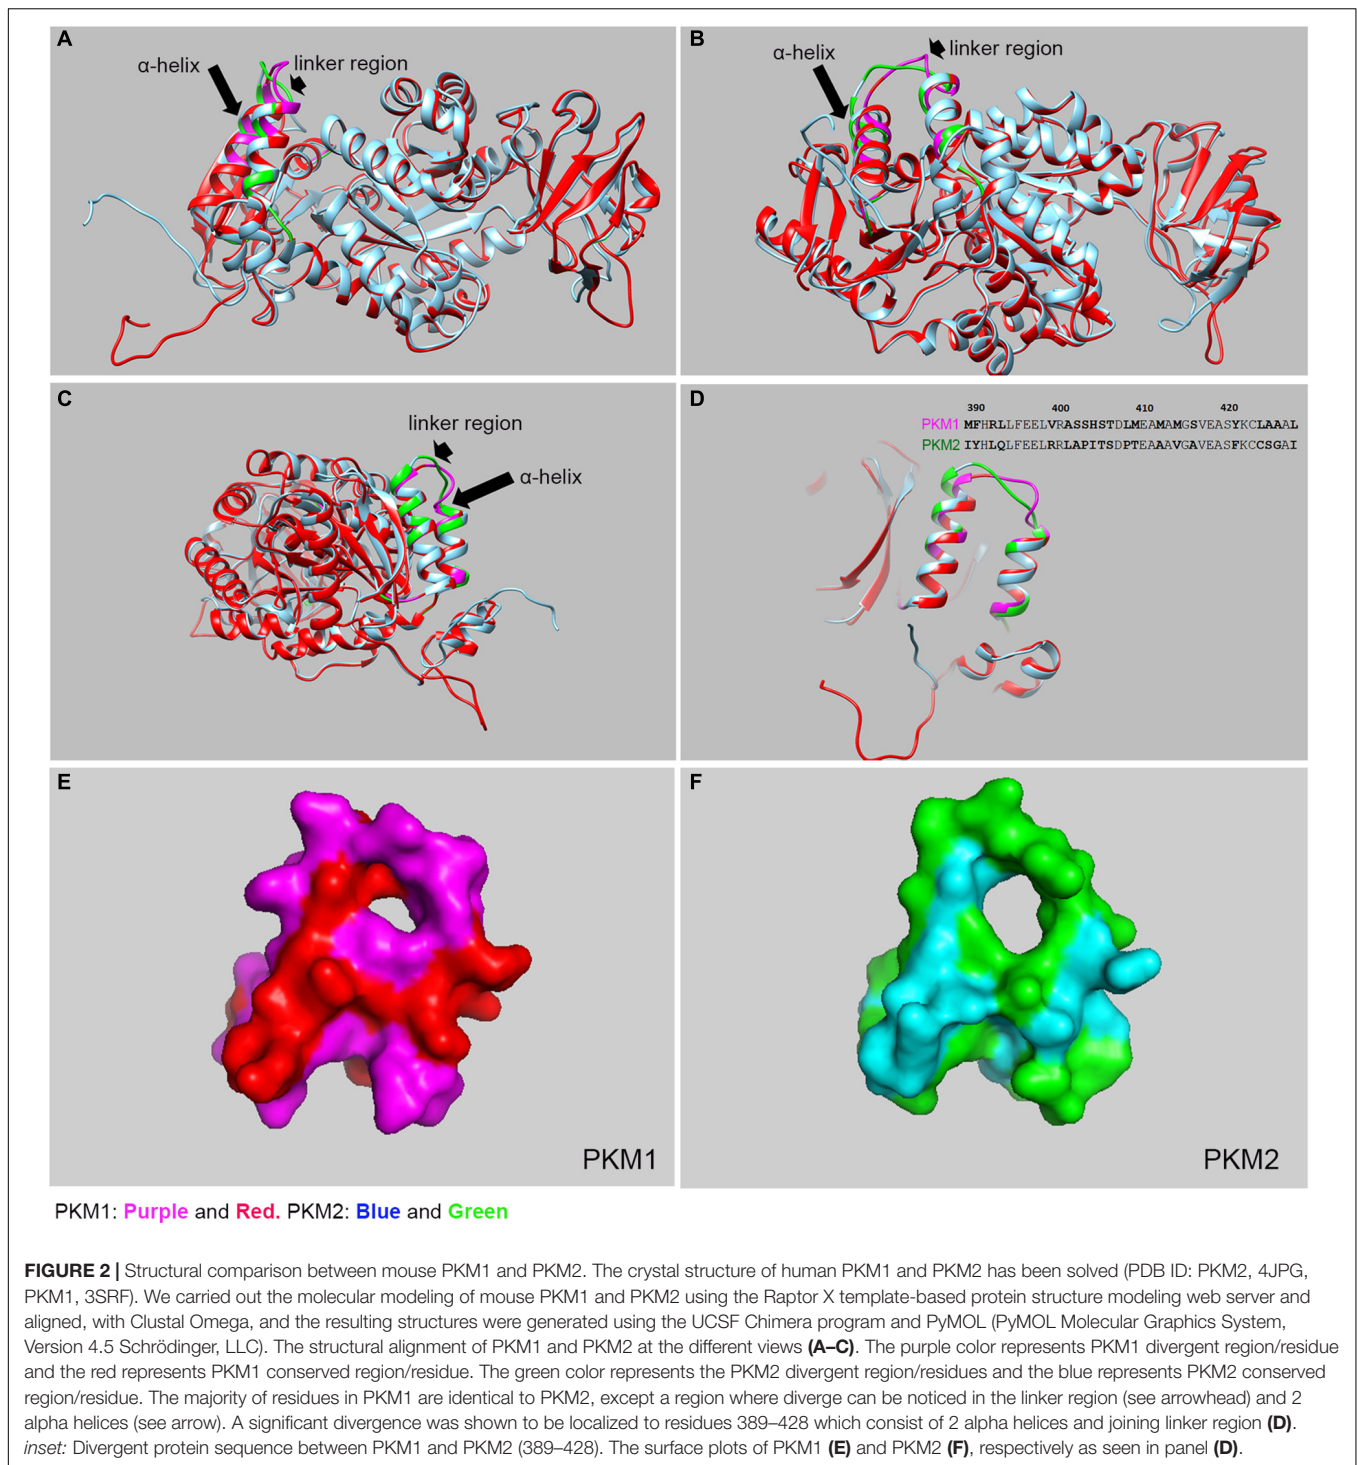 A
α-helix
linker region
B
α-helix
linker region
C
linker region
α-helix
D
390 400 410 420
PKM1 MFHRLLFEELVRASSHSTDLMEAMAMGSVEASYKCLAAAL
PKM2 IYHLQLFEELRRLAPITSDPTEAAAVGAVEASFKCCSGAI
E
PKM1
F
PKM2
PKM1: Purple and Red. PKM2: Blue and Green
FIGURE 2 | Structural comparison between mouse PKM1 and PKM2. The crystal structure of human PKM1 and PKM2 has been solved (PDB ID: PKM2, 4JPG,
PKM1, 3SRF). We carried out the molecular modeling of mouse PKM1 and PKM2 using the Raptor X template-based protein structure modeling web server and
aligned, with Clustal Omega, and the resulting structures were generated using the UCSF Chimera program and PyMOL (PyMOL Molecular Graphics System,
Version 4.5 Schrödinger, LLC). The structural alignment of PKM1 and PKM2 at the different views (A–C). The purple color represents PKM1 divergent region/residue
and the red represents PKM1 conserved region/residue. The green color represents the PKM2 divergent region/residues and the blue represents PKM2 conserved
region/residue. The majority of residues in PKM1 are identical to PKM2, except a region where diverge can be noticed in the linker region (see arrowhead) and 2
alpha helices (see arrow). A significant divergence was shown to be localized to residues 389–428 which consist of 2 alpha helices and joining linker region (D).
inset: Divergent protein sequence between PKM1 and PKM2 (389–428). The surface plots of PKM1 (E) and PKM2 (F), respectively as seen in panel (D).